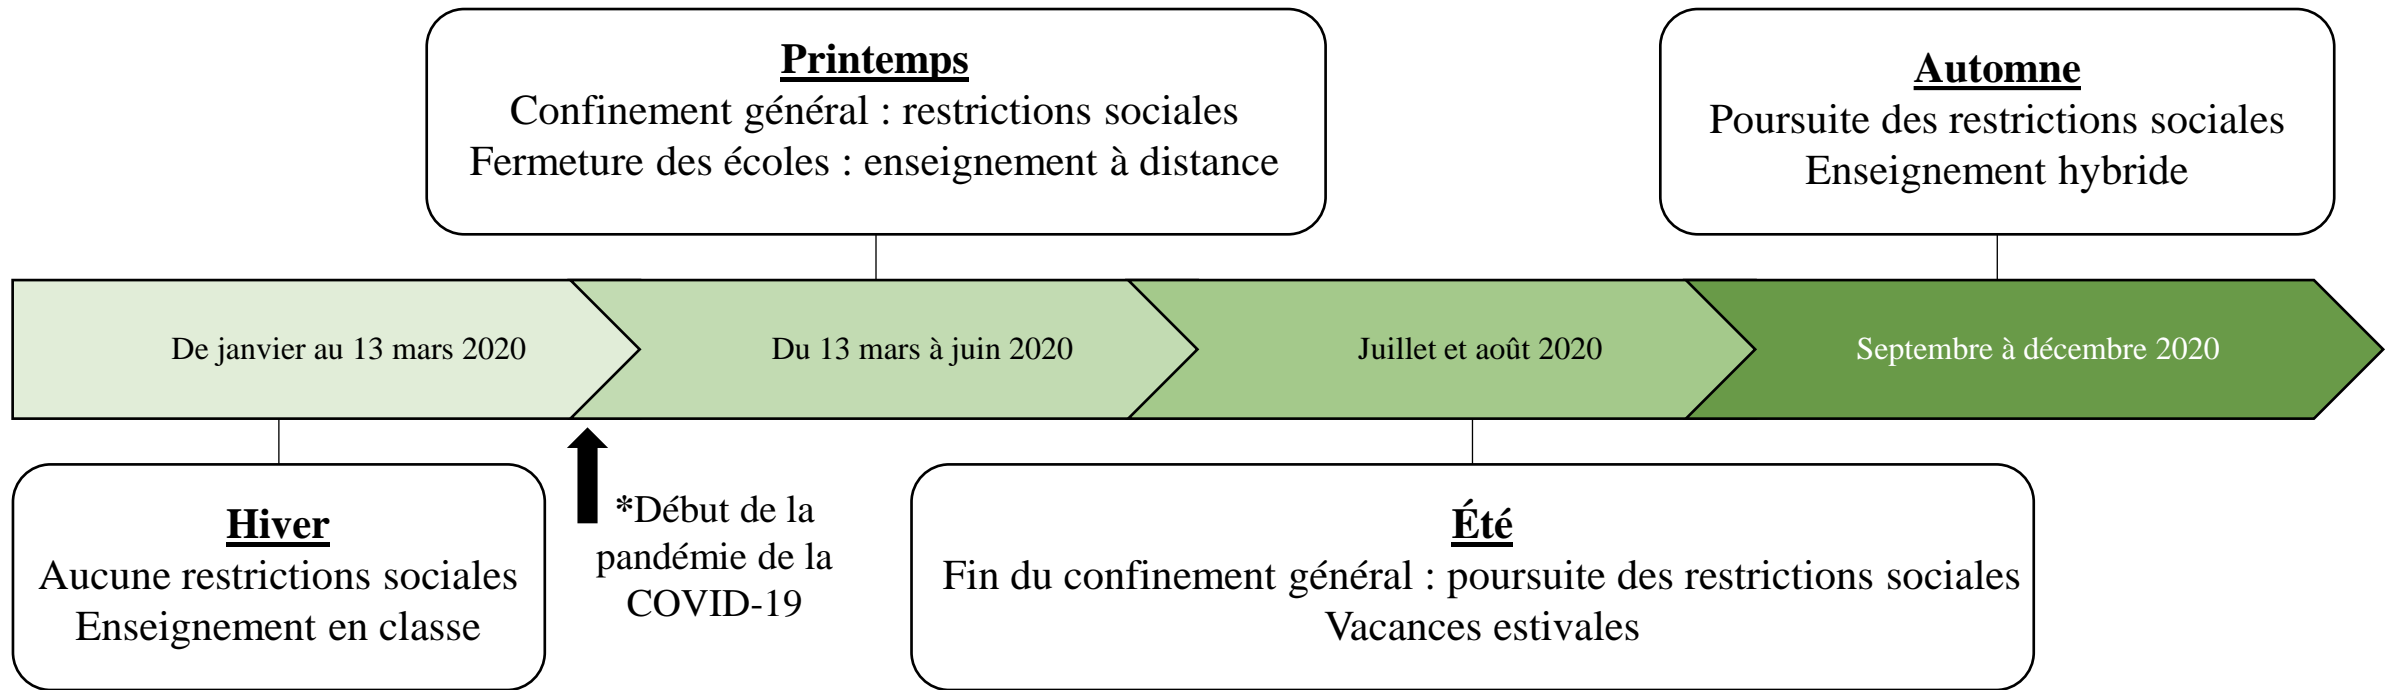 Printemps
Confinement général : restrictions sociales
Fermeture des écoles : enseignement à distance
Automne
Poursuite des restrictions sociales
Enseignement hybride
De janvier au 13 mars 2020
Du 13 mars à juin 2020
Juillet et août 2020
Septembre à décembre 2020
Hiver
Aucune restrictions sociales
Enseignement en classe
*Début de la
pandémie de la
COVID-19
Été
Fin du confinement général : poursuite des restrictions sociales
Vacances estivales